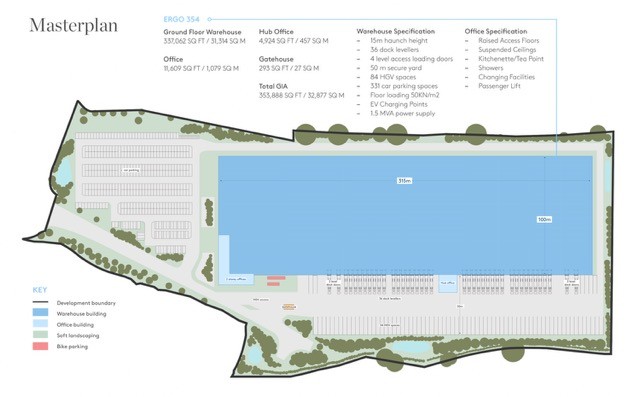 Masterplan
ERGO 354
Ground Floor Warehouse
337,062 SQ FT / 31,314 SQ M
Office
11,609 SQ FT / 1,079 SQ M
Hub Office
4,924 SQ FT / 457 SQ M
Gatehouse
293 SQ FT / 27 SQ M
Total GIA
353,888 SQ FT / 32,877 SQ M
Warehouse Specification
– 15m haunch height
– 36 dock levellers
– 4 level access loading doors
– 50 m secure yard
– 84 HGV spaces
– 331 car parking spaces
– Floor loading 50KN/m2
– EV Charging Points
– 1.5 MVA power supply
Office Specification
– Raised Access Floors
– Suspended Ceilings
– Kitchenette/Tea Point
– Showers
– Changing Facilities
– Passenger Lift
car parking
315m
100m
KEY
Development boundary
Warehouse building
Office building
Soft landscaping
Bike parking